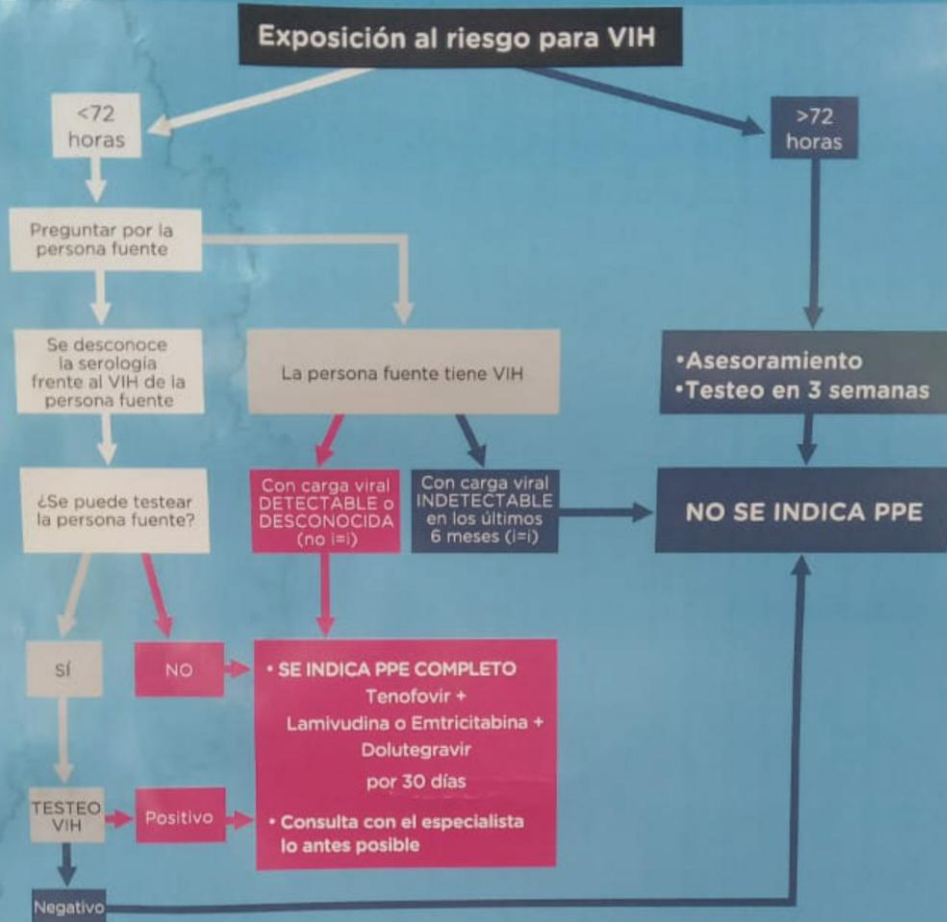 Exposición al riesgo para VIH
<72
horas
>72
horas
Preguntar por la
persona fuente
Se desconoce
la serología
frente al VIH de la
persona fuente
La persona fuente tiene VIH
•Asesoramiento
•Testeo en 3 semanas
¿Se puede testear
la persona fuente?
Con carga viral
DETECTABLE o
DESCONOCIDA
(no i=i)
Con carga viral
INDETECTABLE
en los últimos
6 meses (i=i)
NO SE INDICA PPE
SÍ
NO
• SE INDICA PPE COMPLETO
Tenofovir +
Lamivudina o Emtricitabina +
Dolutegravir
por 30 días
• Consulta con el especialista
lo antes posible
TESTEO
VIH
Positivo
Negativo